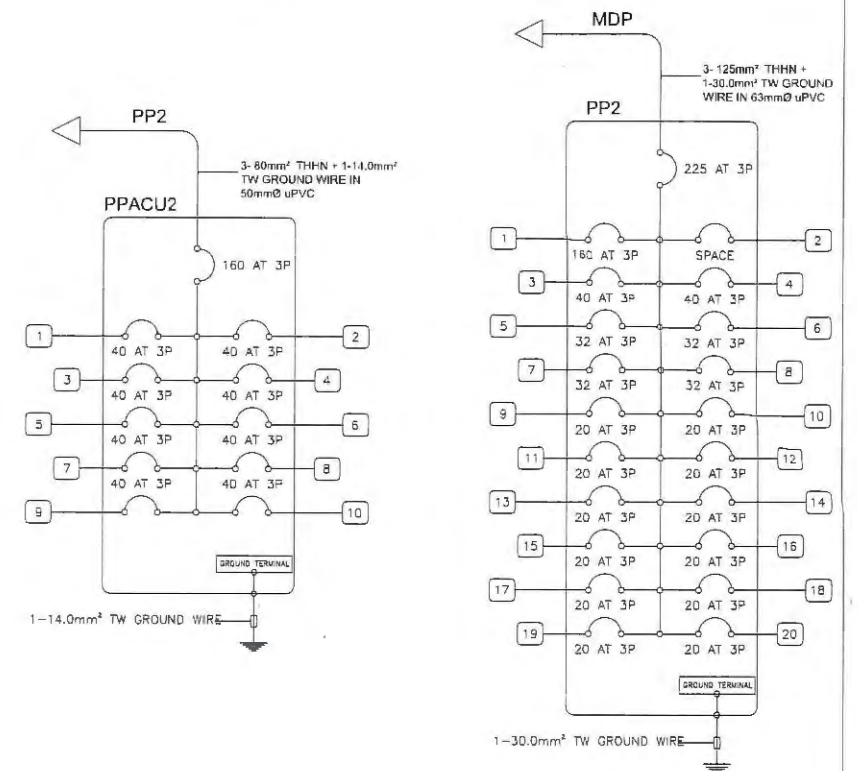 PP2
3- 80mm² THHN + 1-14.0mm²
TW GROUND WIRE IN
50mmØ uPVC
PPACU2
160 AT 3P
1
40 AT 3P
40 AT 3P
2
3
40 AT 3P
40 AT 3P
4
5
40 AT 3P
40 AT 3P
6
7
40 AT 3P
40 AT 3P
8
9
10
GROUND TERMINAL
1-14.0mm² TW GROUND WIRE
MDP
3- 125mm² THHN +
1-30.0mm² TW GROUND
WIRE IN 63mmØ uPVC
PP2
225 AT 3P
1
160 AT 3P
SPACE
2
3
40 AT 3P
40 AT 3P
4
5
32 AT 3P
32 AT 3P
6
7
32 AT 3P
32 AT 3P
8
9
20 AT 3P
20 AT 3P
10
11
20 AT 3P
20 AT 3P
12
13
20 AT 3P
20 AT 3P
14
15
20 AT 3P
20 AT 3P
16
17
20 AT 3P
20 AT 3P
18
19
20 AT 3P
20 AT 3P
20
GROUND TERMINAL
1-30.0mm² TW GROUND WIRE